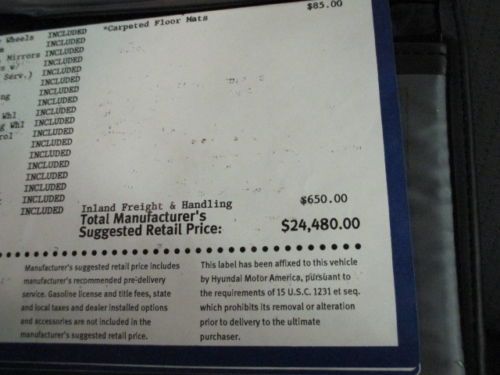 *Carpeted Floor Mats $85.00
Wheels INCLUDED
INCLUDED
Mirrors INCLUDED
INCLUDED
Serv.) INCLUDED
INCLUDED
INCLUDED
INCLUDED
Whl INCLUDED
Whl INCLUDED
INCLUDED
INCLUDED
INCLUDED
INCLUDED
INCLUDED
INCLUDED
INCLUDED
INCLUDED
Inland Freight & Handling $650.00
Total Manufacturer's
Suggested Retail Price: $24,480.00
Manufacturer's suggested retail price includes
manufacturer's recommended pre-delivery
service. Gasoline license and title fees, state
and local taxes and dealer installed options
and accessories are not included in the
manufacturer's suggested retail price.
This label has been affixed to this vehicle
by Hyundai Motor America, pursuant to
the requirements of 15 U.S.C. 1231 et seq.
which prohibits its removal or alteration
prior to delivery to the ultimate
purchaser.